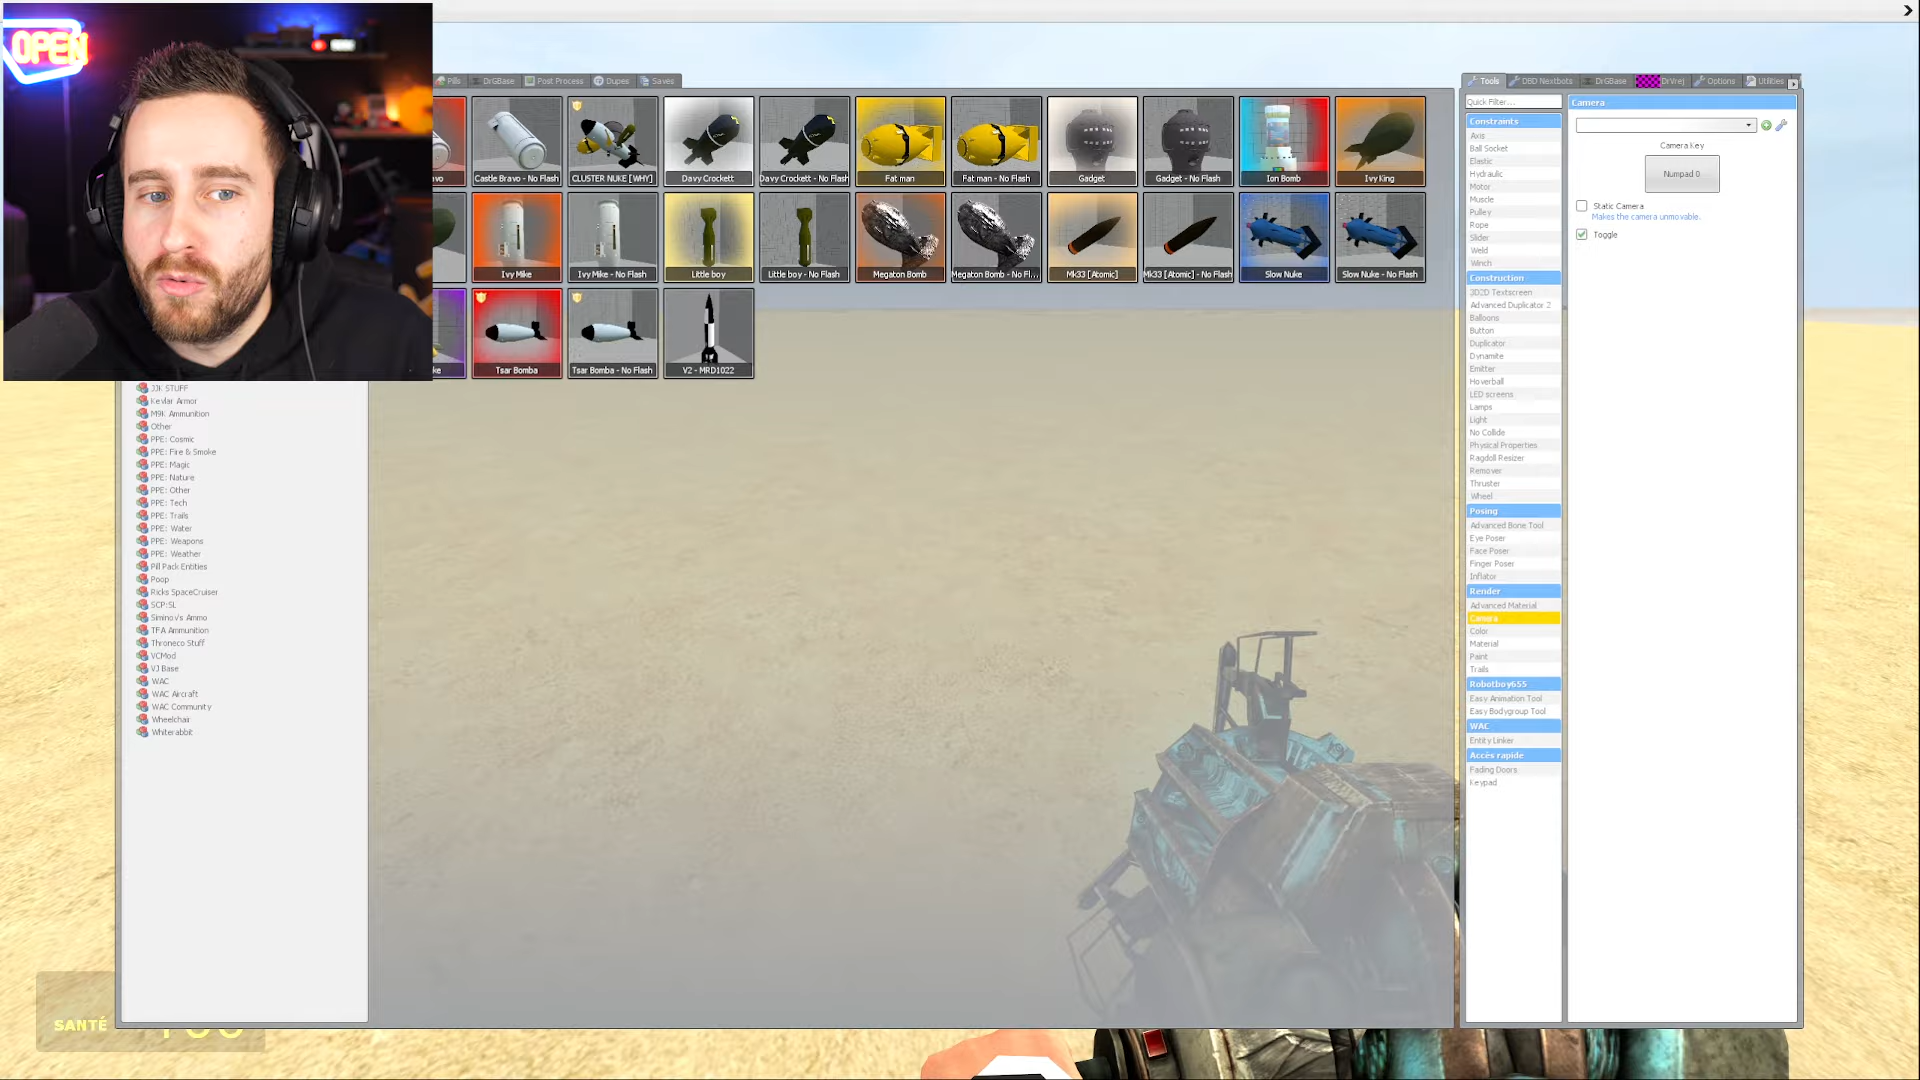 OPEN
Pills
DrGBase
Post Process
Dupes
Saves
Castle Bravo - No Flash
CLUSTER NUKE [WHY]
Davy Crockett
Davy Crockett - No Flash
Fat man
Fat man - No Flash
Gadget
Gadget - No Flash
Ion Bomb
Ivy King
Ivy Mike
Ivy Mike - No Flash
Little boy
Little boy - No Flash
Megaton Bomb
Megaton Bomb - No Fl...
Mk33 [Atomic]
Mk33 [Atomic] - No Flash
Slow Nuke
Slow Nuke - No Flash
Tsar Bomba
Tsar Bomba - No Flash
V2 - MRD1022
JJK STUFF
Kevlar Armor
M9K Ammunition
Other
PPE: Cosmic
PPE: Fire & Smoke
PPE: Magic
PPE: Nature
PPE: Other
PPE: Tech
PPE: Trails
PPE: Water
PPE: Weapons
PPE: Weather
Pill Pack Entities
Poop
Ricks SpaceCruiser
SCP:SL
Siminov's Ammo
TFA Ammunition
Throneco Stuff
VCMod
VJ Base
WAC
WAC Aircraft
WAC Community
Wheelchair
Whiterabbit
SANTÉ
Tools
DBD Nextbots
DrGBase
DrVrej
Options
Utilities
Quick Filter...
Constraints
Axis
Ball Socket
Elastic
Hydraulic
Motor
Muscle
Pulley
Rope
Slider
Weld
Winch
Construction
3D2D Textscreen
Advanced Duplicator 2
Balloons
Button
Duplicator
Dynamite
Emitter
Hoverball
LED screens
Lamps
Light
No Collide
Physical Properties
Ragdoll Resizer
Remover
Thruster
Wheel
Posing
Advanced Bone Tool
Eye Poser
Face Poser
Finger Poser
Inflator
Render
Advanced Material
Camera
Color
Material
Paint
Trails
Robotboy655
Easy Animation Tool
Easy Bodygroup Tool
WAC
Entity Linker
Accès rapide
Fading Doors
Keypad
Camera
Camera Key
Numpad 0
Static Camera
Makes the camera unmovable.
Toggle